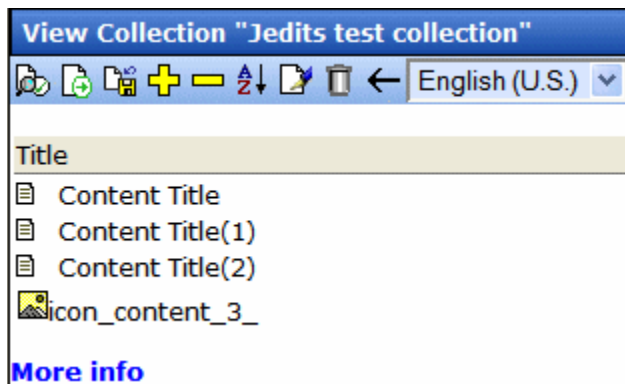 View Collection "Jedits test collection"
A Z English (U.S.)
Title
Content Title
Content Title(1)
Content Title(2)
icon_content_3_
More info